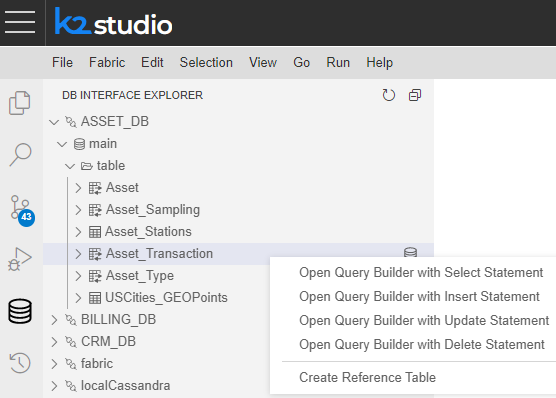 k2studio
File Fabric Edit Selection View Go Run Help
DB INTERFACE EXPLORER
ASSET_DB
main
table
Asset
Asset_Sampling
43
Asset_Stations
Asset_Transaction
Open Query Builder with Select Statement
Asset_Type
Open Query Builder with Insert Statement
USCities_GEOPoints
Open Query Builder with Update Statement
BILLING_DB
Open Query Builder with Delete Statement
CRM_DB
fabric
Create Reference Table
localCassandra